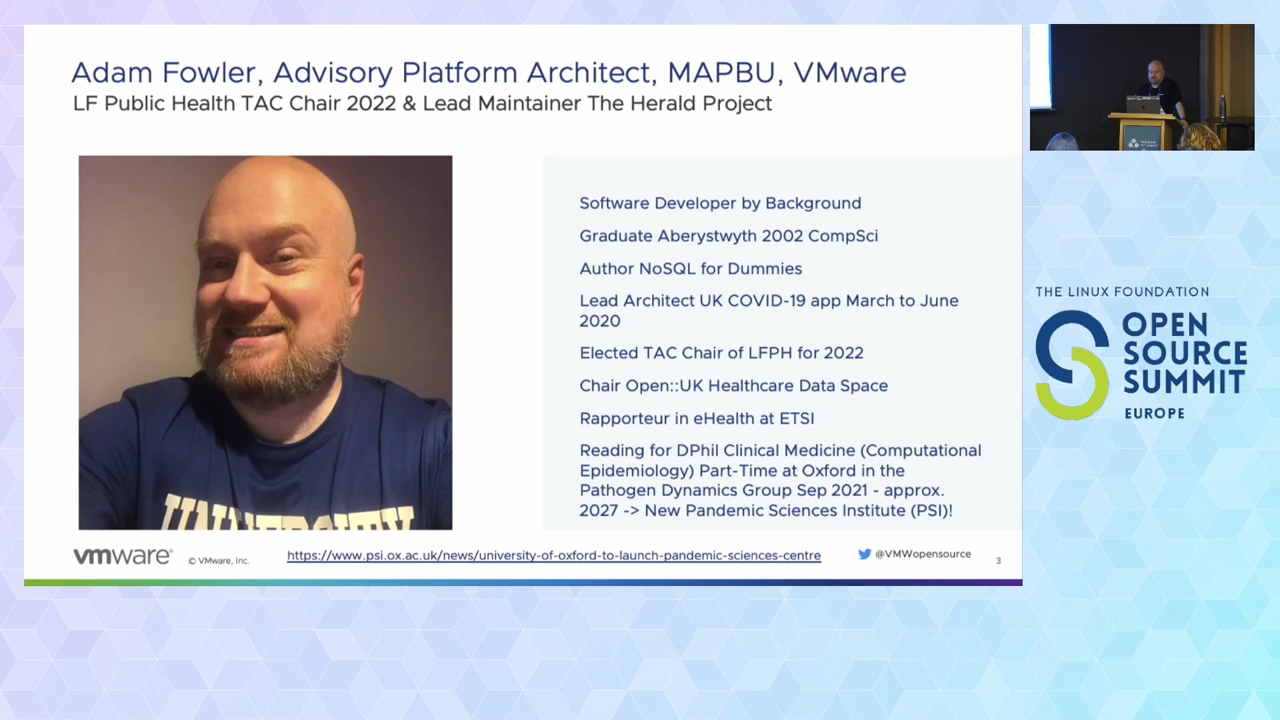 Adam Fowler, Advisory Platform Architect, MAPBU, VMware
LF Public Health TAC Chair 2022 & Lead Maintainer The Herald Project
Software Developer by Background
Graduate Aberystwyth 2002 CompSci
Author NoSQL for Dummies
Lead Architect UK COVID-19 app March to June
2020
Elected TAC Chair of LFPH for 2022
Chair Open::UK Healthcare Data Space
Rapporteur in eHealth at ETSI
Reading for DPhil Clinical Medicine (Computational
Epidemiology) Part-Time at Oxford in the
Pathogen Dynamics Group Sep 2021 - approx.
2027 -> New Pandemic Sciences Institute (PSI)!
UNIVERSITY
vmware®
© VMware, Inc.
https://www.psi.ox.ac.uk/news/university-of-oxford-to-launch-pandemic-sciences-centre
@VMWopensource
3
THE LINUX FOUNDATION
OPEN
SOURCE
SUMMIT
EUROPE